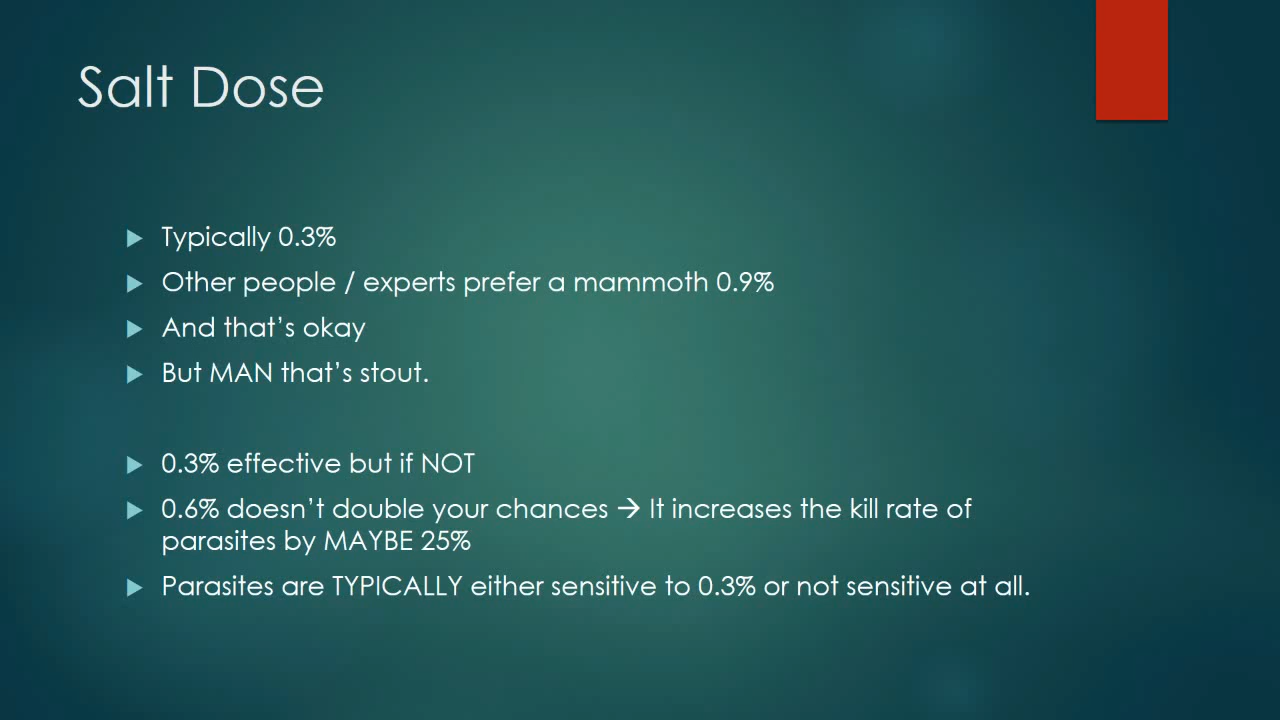 Salt Dose
Typically 0.3%
Other people / experts prefer a mammoth 0.9%
And that's okay
But MAN that's stout.
0.3% effective but if NOT
0.6% doesn't double your chances → It increases the kill rate of
parasites by MAYBE 25%
Parasites are TYPICALLY either sensitive to 0.3% or not sensitive at all.